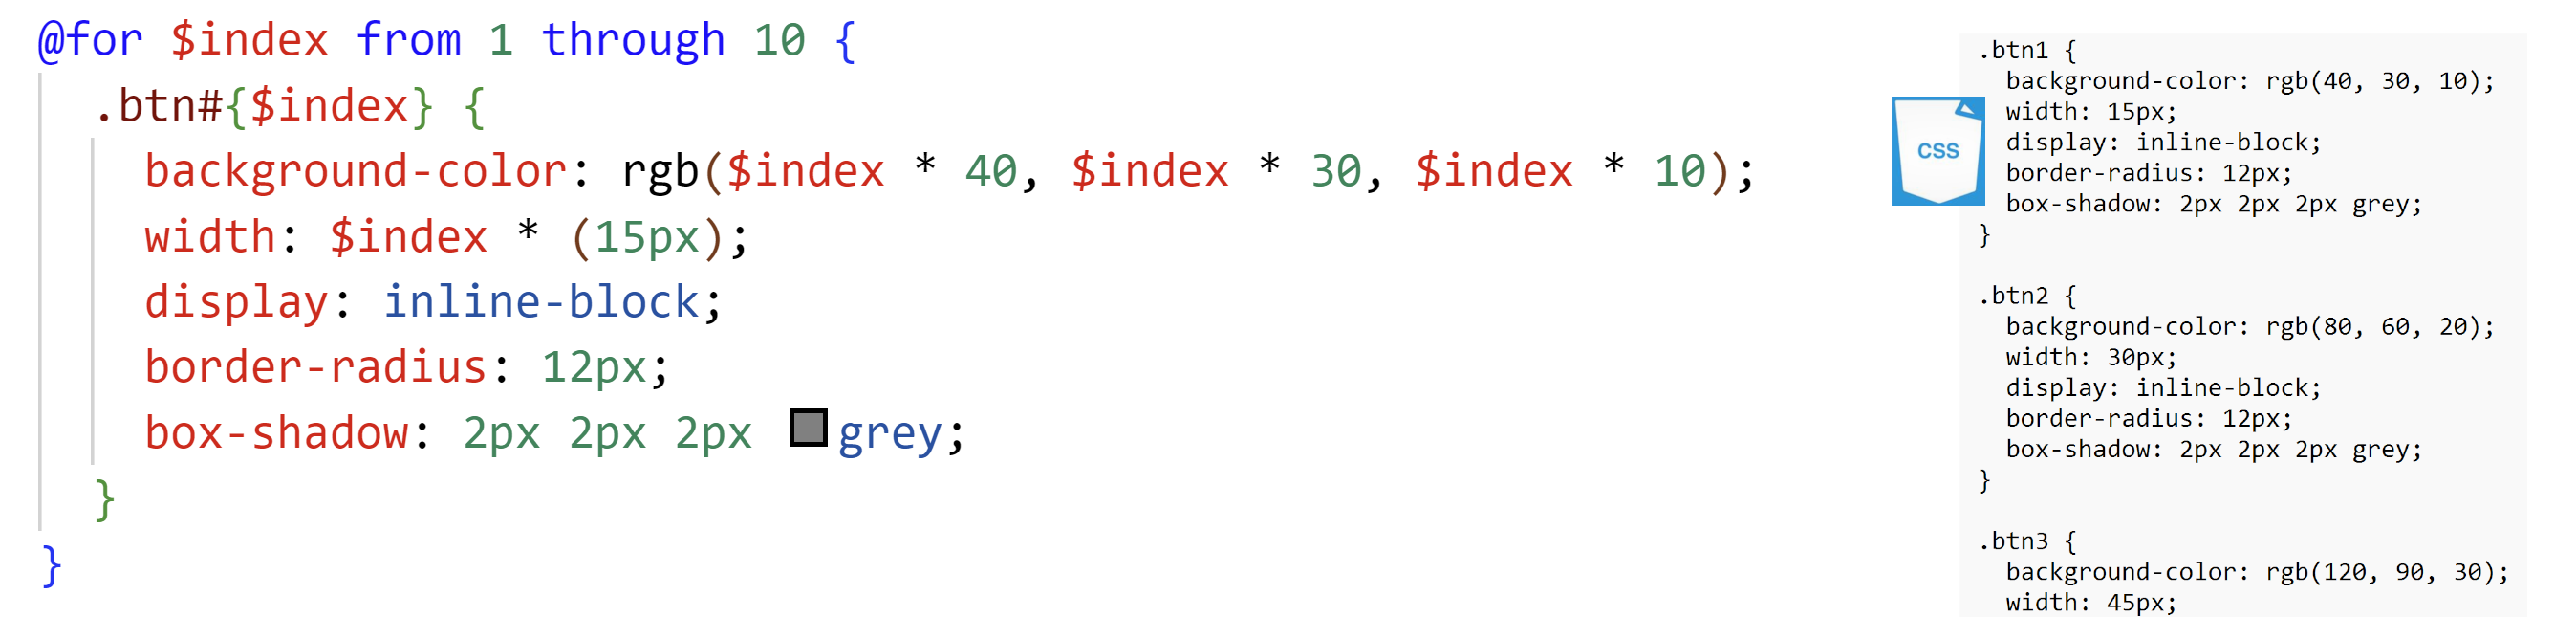 @for $index from 1 through 10 {
.btn#{$index} {
background-color: rgb($index * 40, $index * 30, $index * 10);
width: $index * (15px);
display: inline-block;
border-radius: 12px;
box-shadow: 2px 2px 2px grey;
}
}
CSS
.btn1 {
background-color: rgb(40, 30, 10);
width: 15px;
display: inline-block;
border-radius: 12px;
box-shadow: 2px 2px 2px grey;
}
.btn2 {
background-color: rgb(80, 60, 20);
width: 30px;
display: inline-block;
border-radius: 12px;
box-shadow: 2px 2px 2px grey;
}
.btn3 {
background-color: rgb(120, 90, 30);
width: 45px;